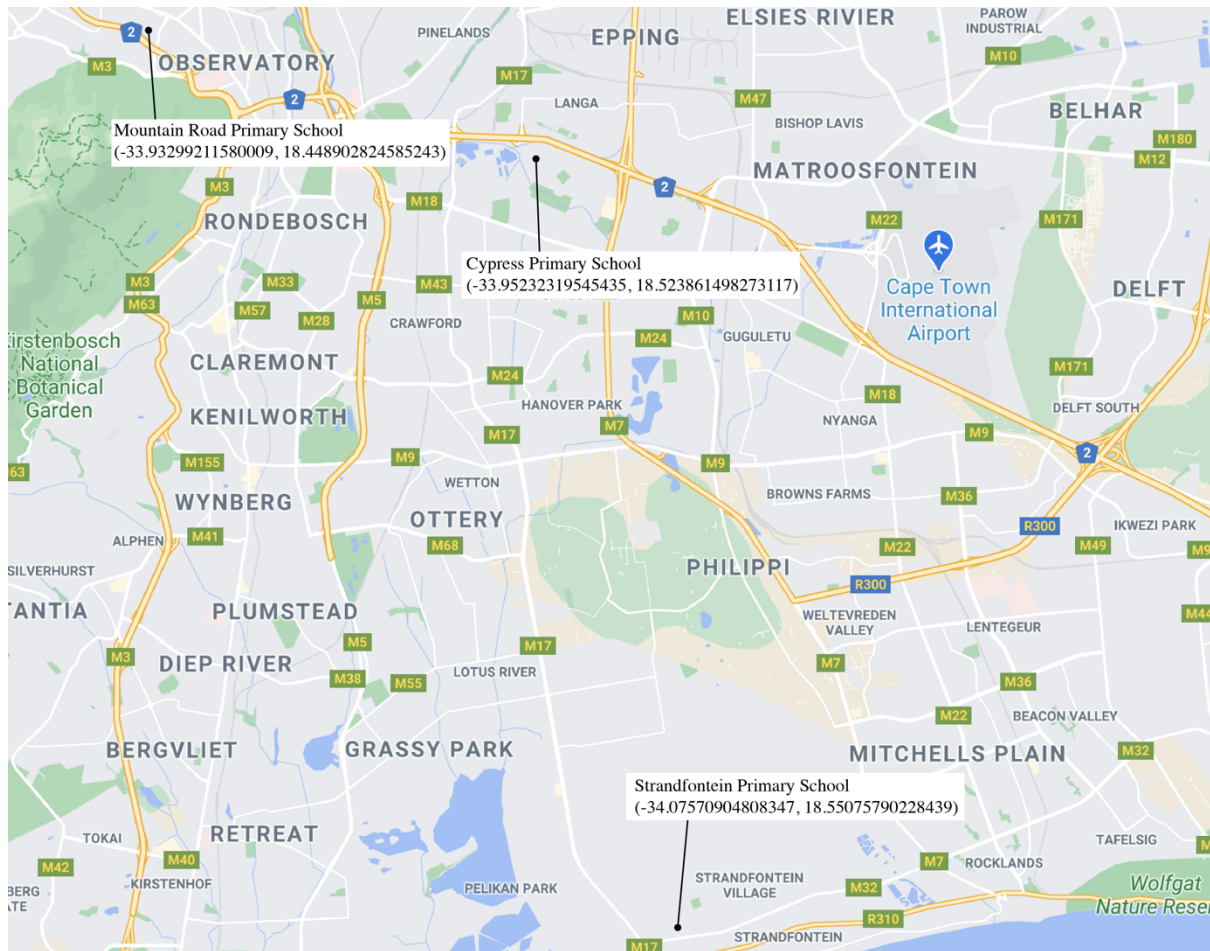 ELSIES RIVIER
PAROW
INDUSTRIAL
2
PINELANDS
EPPING
OBSERVATORY
M3
M17
M10
2
LANGA
M47
BELHAR
BISHOP LAVIS
Mountain Road Primary School
(-33.93299211580009, 18.448902824585243)
M180
M12
MATROOSFONTEIN
M3
2
M18
RONDEBOSCH
M22
M171
Cypress Primary School
(-33.95232319545435, 18.523861498273117)
M3
M33
M43
M63
M5
Cape Town
International
Airport
DELFT
M57
M28
CRAWFORD
M10
M24
GUGULETU
Kirstenbosch
National
Botanical
Garden
CLAREMONT
M24
M171
M18
HANOVER PARK
DELFT SOUTH
KENILWORTH
M7
NYANGA
M17
M9
2
M155
M9
M9
63
WETTON
BROWNS FARMS
M36
WYNBERG
OTTERY
R300
IKWEZI PARK
ALPHEN
M41
M68
M22
M49
M9
SILVERHURST
PHILIPPI
R300
TANTIA
PLUMSTEAD
WELTEVREDEN
VALLEY
LENTEGEUR
M44
M5
M17
M3
DIEP RIVER
M7
LOTUS RIVER
M38
M55
M36
M22
BEACON VALLEY
BERGVLIET
GRASSY PARK
MITCHELLS PLAIN
M32
Strandfontein Primary School
(-34.07570904808347, 18.55075790228439)
RETREAT
TOKAI
TAFELSIG
M
M42
M40
M7
ROCKLANDS
KIRSTENHOF
BERG
ATE
PELIKAN PARK
STRANDFONTEIN
VILLAGE
M32
Wolfgat
Nature Reser
R310
STRANDFONTEIN
M17